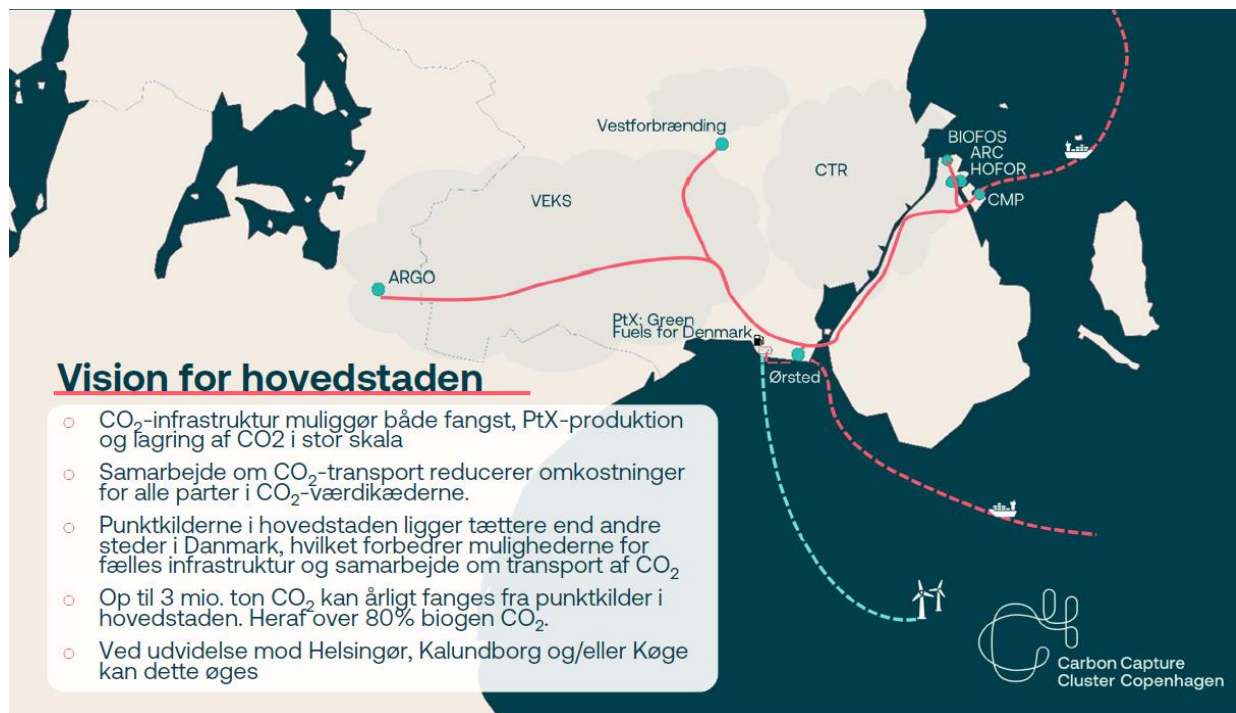 Vestforbrænding
BIOFOS
ARC
HOFOR
CTR
VEKS
CMP
ARGO
PtX: Green
Fuels for Denmark
Ørsted
Vision for hovedstaden
CO₂-infrastruktur muliggør både fangst, PtX-produktion
og lagring af CO2 i stor skala
Samarbejde om CO₂-transport reducerer omkostninger
for alle parter i CO₂-værdikæderne.
Punktkilderne i hovedstaden ligger tættere end andre
steder i Danmark, hvilket forbedrer mulighederne for
fælles infrastruktur og samarbejde om transport af CO₂
Op til 3 mio. ton CO₂ kan årligt fanges fra punktkilder i
hovedstaden. Heraf over 80% biogen CO₂.
Ved udvidelse mod Helsingør, Kalundborg og/eller Køge
kan dette øges
C4
Carbon Capture
Cluster Copenhagen